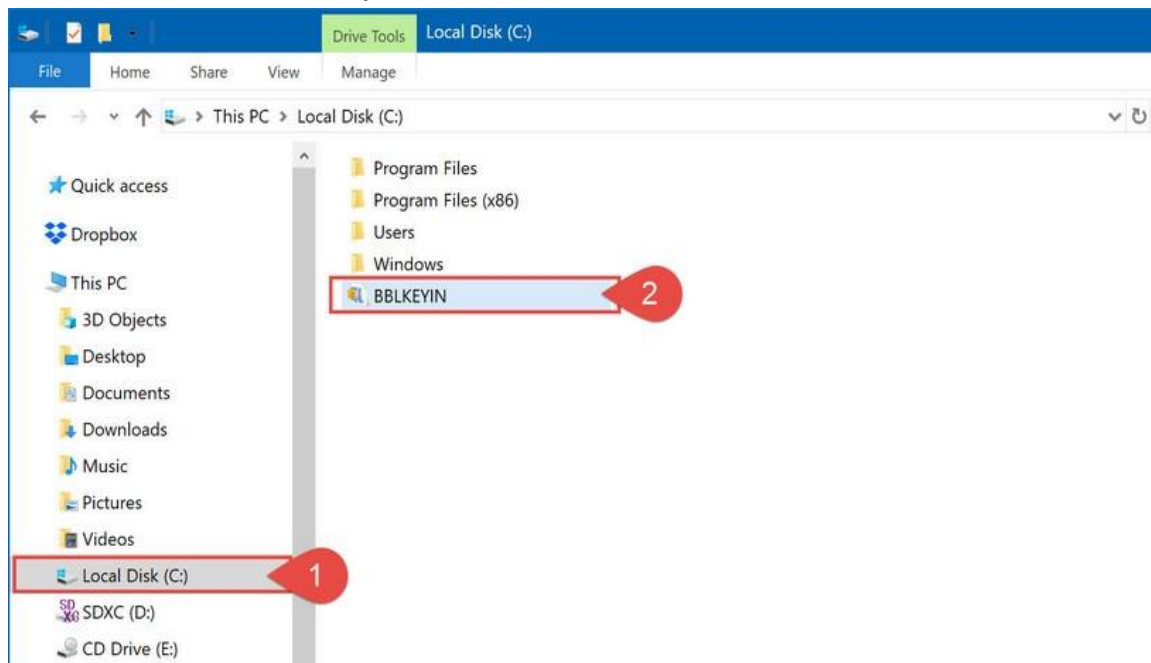 Drive Tools Local Disk (C:)
File Home Share View Manage
This PC > Local Disk (C:)
Quick access
Dropbox
This PC
3D Objects
Desktop
Documents
Downloads
Music
Pictures
Videos
Local Disk (C:)
1
SD
XC
SDXC (D:)
CD Drive (E:)
Program Files
Program Files (x86)
Users
Windows
BBLKEYIN
2